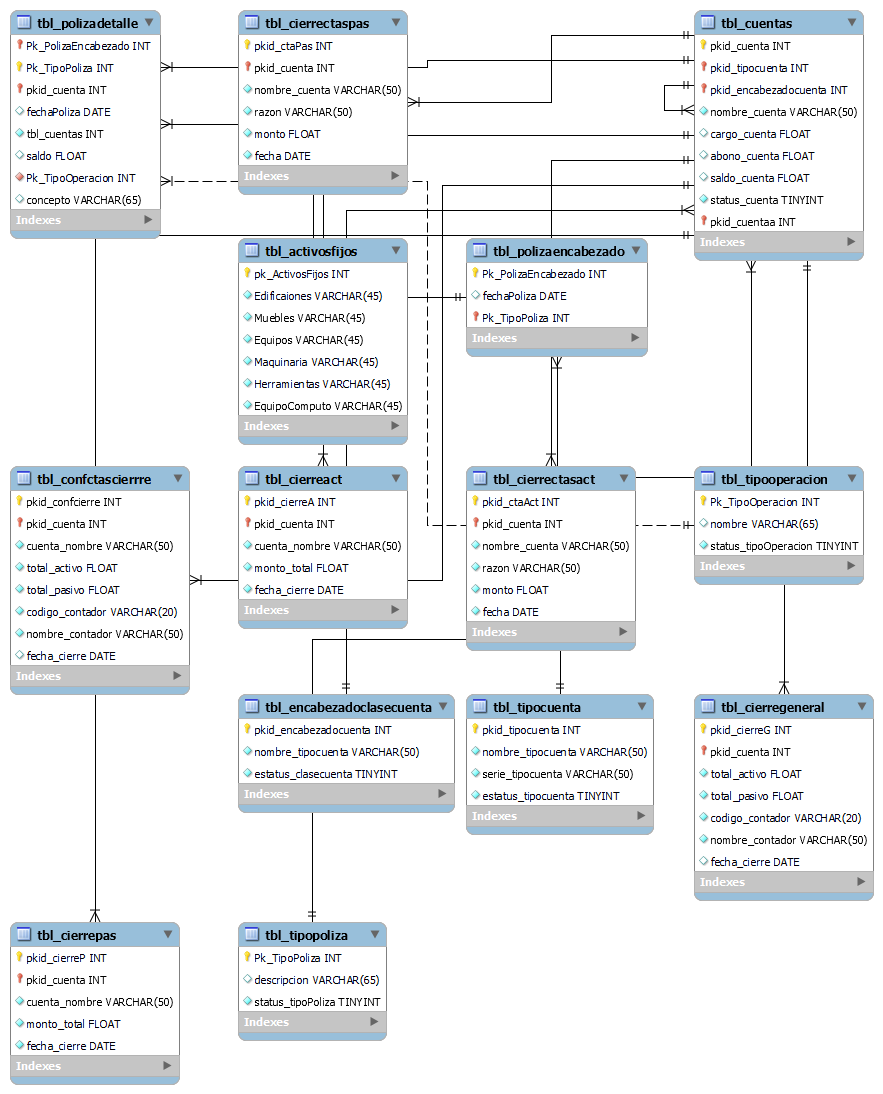 tbl_polizadetalle
Pk_PolizaEncabezado INT
Pk_TipoPoliza INT
pkid_cuenta INT
fechaPoliza DATE
tbl_cuentas INT
saldo FLOAT
Pk_TipoOperacion INT
concepto VARCHAR(65)
Indexes
tbl_cierrectaspas
pkid_ctaPas INT
pkid_cuenta INT
nombre_cuenta VARCHAR(50)
razon VARCHAR(50)
monto FLOAT
fecha DATE
Indexes
tbl_cuentas
pkid_cuenta INT
pkid_tipocuenta INT
pkid_encabezadocuenta INT
nombre_cuenta VARCHAR(50)
cargo_cuenta FLOAT
abono_cuenta FLOAT
saldo_cuenta FLOAT
status_cuenta TINYINT
pkid_cuentaa INT
Indexes
tbl_activosfijos
pk_ActivosFijos INT
Edificaiones VARCHAR(45)
Muebles VARCHAR(45)
Equipos VARCHAR(45)
Maquinaria VARCHAR(45)
Herramientas VARCHAR(45)
EquipoComputo VARCHAR(45)
Indexes
tbl_polizaencabezado
Pk_PolizaEncabezado INT
fechaPoliza DATE
Pk_TipoPoliza INT
Indexes
tbl_confctascierrre
pkid_confcierre INT
pkid_cuenta INT
cuenta_nombre VARCHAR(50)
total_activo FLOAT
total_pasivo FLOAT
codigo_contador VARCHAR(20)
nombre_contador VARCHAR(50)
fecha_cierre DATE
Indexes
tbl_cierreact
pkid_cierreA INT
pkid_cuenta INT
cuenta_nombre VARCHAR(50)
monto_total FLOAT
fecha_cierre DATE
Indexes
tbl_cierrectasact
pkid_ctaAct INT
pkid_cuenta INT
nombre_cuenta VARCHAR(50)
razon VARCHAR(50)
monto FLOAT
fecha DATE
Indexes
tbl_tipooperacion
Pk_TipoOperacion INT
nombre VARCHAR(65)
status_tipoOperacion TINYINT
Indexes
tbl_encabezadoclasecuenta
pkid_encabezadocuenta INT
nombre_tipocuenta VARCHAR(50)
estatus_clasecuenta TINYINT
Indexes
tbl_tipocuenta
pkid_tipocuenta INT
nombre_tipocuenta VARCHAR(50)
serie_tipocuenta VARCHAR(50)
estatus_tipocuenta TINYINT
Indexes
tbl_cierregeneral
pkid_cierreG INT
pkid_cuenta INT
total_activo FLOAT
total_pasivo FLOAT
codigo_contador VARCHAR(20)
nombre_contador VARCHAR(50)
fecha_cierre DATE
Indexes
tbl_cierrepas
pkid_cierreP INT
pkid_cuenta INT
cuenta_nombre VARCHAR(50)
monto_total FLOAT
fecha_cierre DATE
Indexes
tbl_tipopoliza
Pk_TipoPoliza INT
descripcion VARCHAR(65)
status_tipoPoliza TINYINT
Indexes